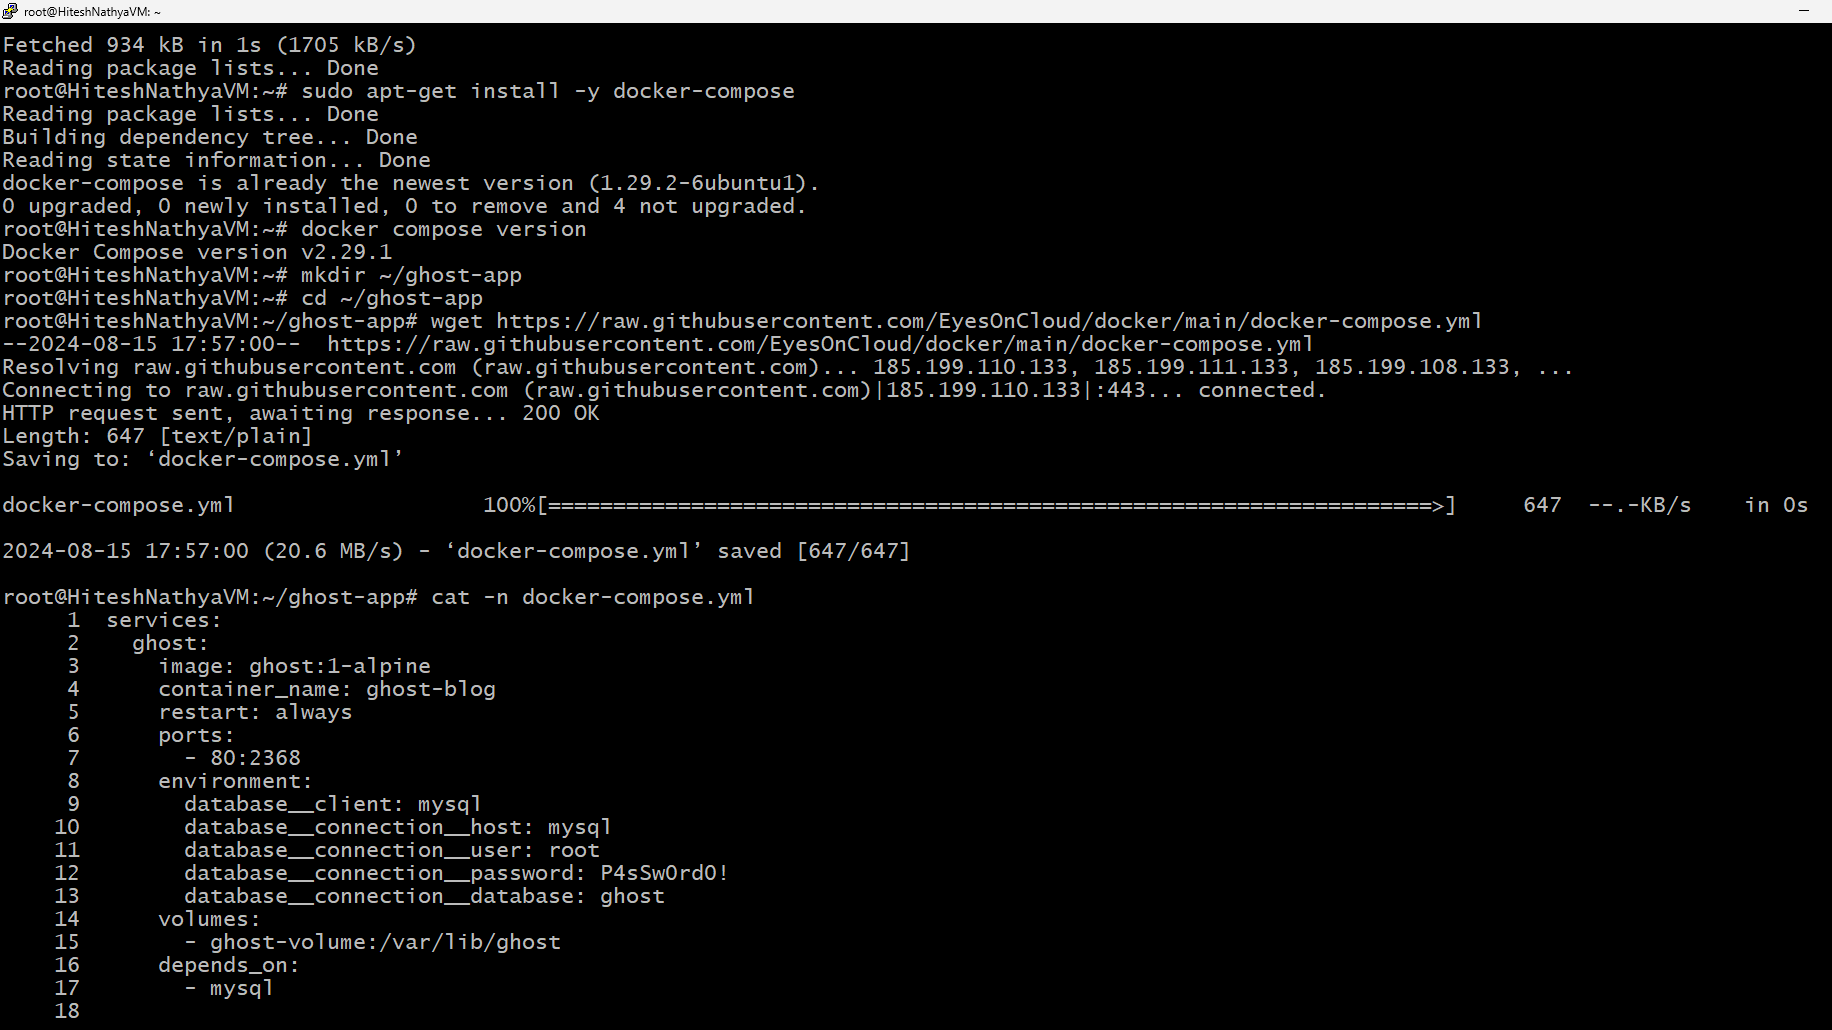 root@HiteshNathyaVM: ~
Fetched 934 kB in 1s (1705 kB/s)
Reading package lists... Done
root@HiteshNathyaVM:~# sudo apt-get install -y docker-compose
Reading package lists... Done
Building dependency tree... Done
Reading state information... Done
docker-compose is already the newest version (1.29.2-6ubuntu1).
0 upgraded, 0 newly installed, 0 to remove and 4 not upgraded.
root@HiteshNathyaVM:~# docker compose version
Docker Compose version v2.29.1
root@HiteshNathyaVM:~# mkdir ~/ghost-app
root@HiteshNathyaVM:~# cd ~/ghost-app
root@HiteshNathyaVM:~/ghost-app# wget https://raw.githubusercontent.com/EyesOnCloud/docker/main/docker-compose.yml
--2024-08-15 17:57:00--  https://raw.githubusercontent.com/EyesOnCloud/docker/main/docker-compose.yml
Resolving raw.githubusercontent.com (raw.githubusercontent.com)... 185.199.110.133, 185.199.111.133, 185.199.108.133, ...
Connecting to raw.githubusercontent.com (raw.githubusercontent.com)|185.199.110.133|:443... connected.
HTTP request sent, awaiting response... 200 OK
Length: 647 [text/plain]
Saving to: ‘docker-compose.yml’
docker-compose.yml 100%[====================================================================>] 647 --.-KB/s in 0s
2024-08-15 17:57:00 (20.6 MB/s) - ‘docker-compose.yml’ saved [647/647]
root@HiteshNathyaVM:~/ghost-app# cat -n docker-compose.yml
1 services:
2   ghost:
3     image: ghost:1-alpine
4     container_name: ghost-blog
5     restart: always
6     ports:
7       - 80:2368
8     environment:
9       database__client: mysql
10       database__connection__host: mysql
11       database__connection__user: root
12       database__connection__password: P4sSw0rd0!
13       database__connection__database: ghost
14     volumes:
15       - ghost-volume:/var/lib/ghost
16     depends_on:
17       - mysql
18